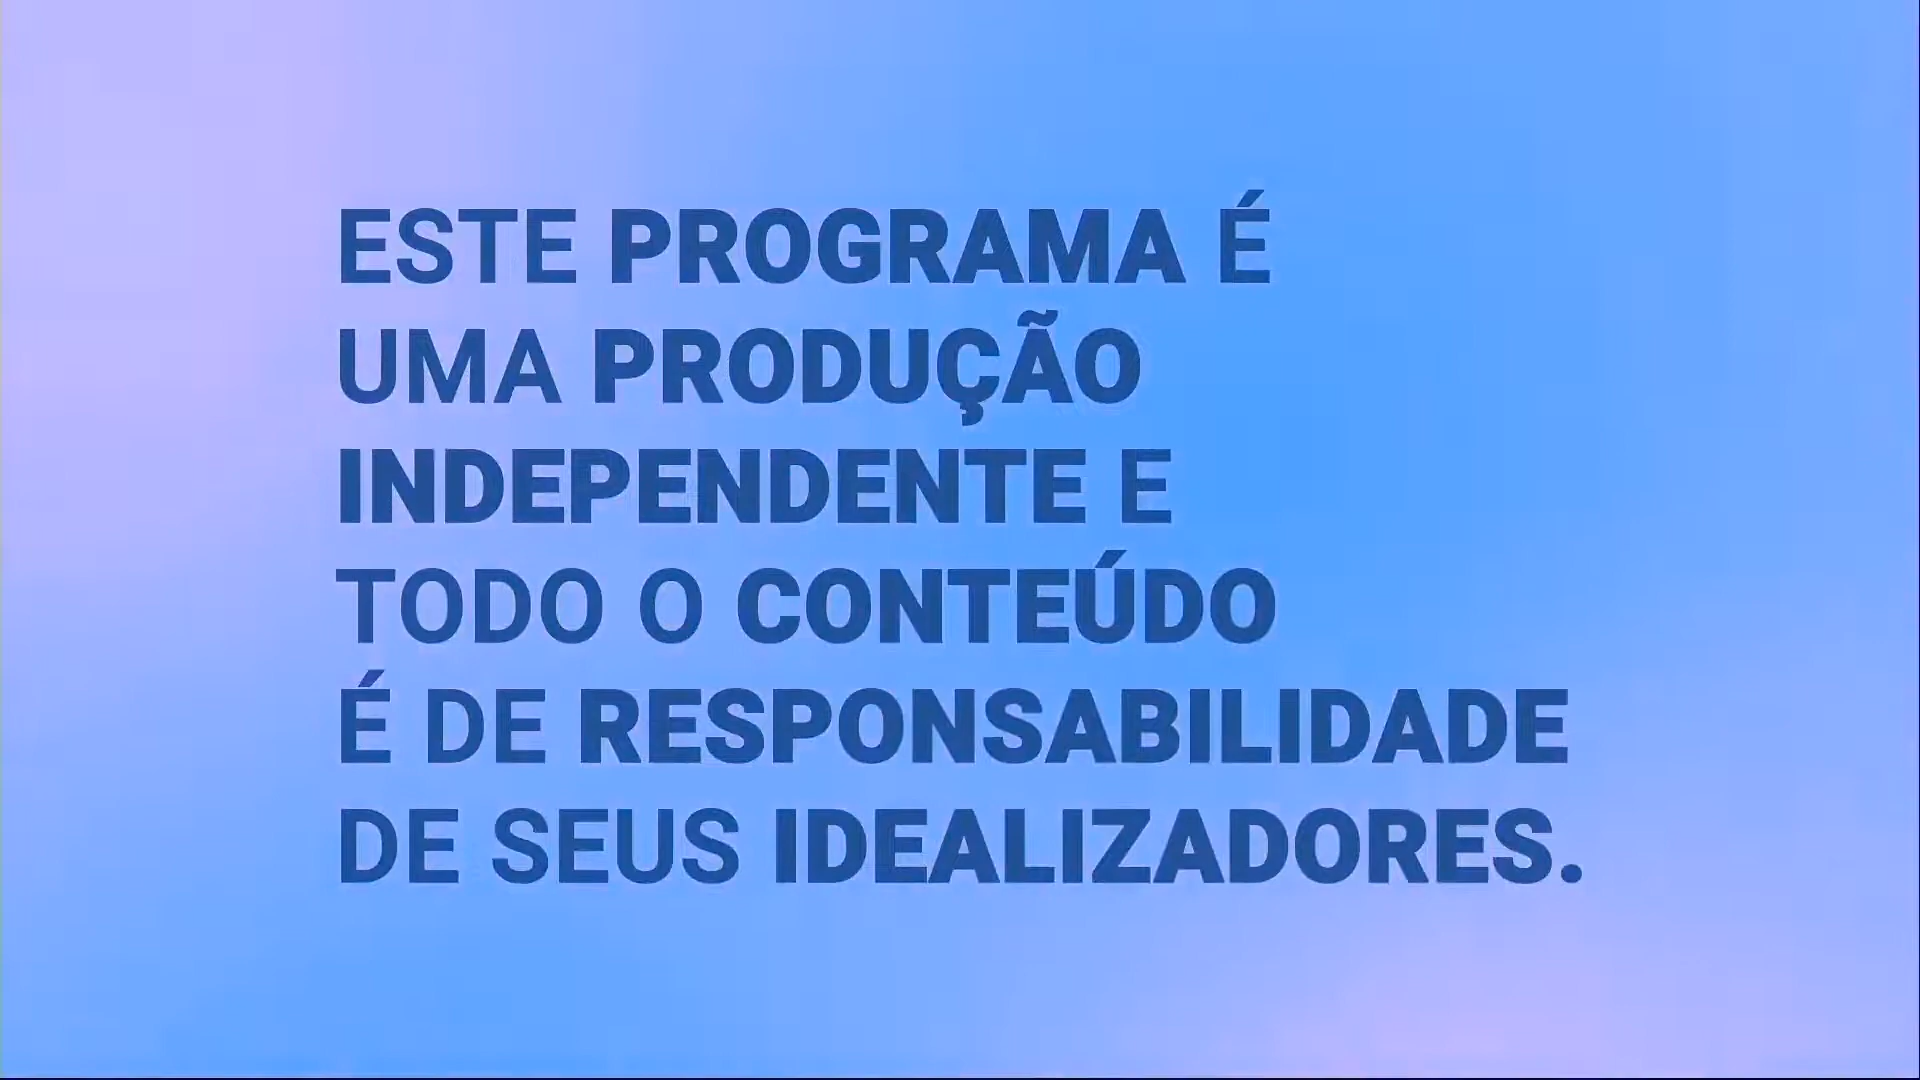 ESTE PROGRAMA É
UMA PRODUÇÃO
INDEPENDENTE E
TODO O CONTEÚDO
É DE RESPONSABILIDADE
DE SEUS IDEALIZADORES.